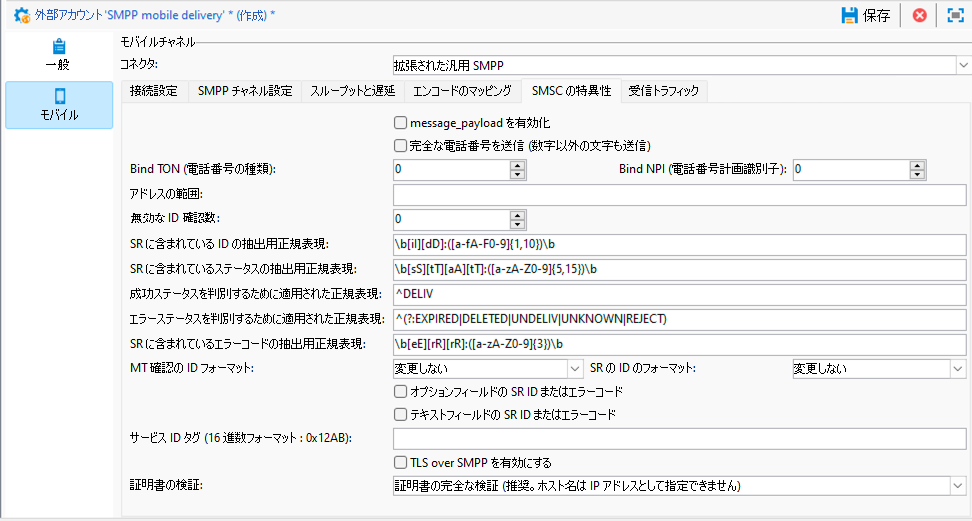 外部アカウント'SMPP mobile delivery' * (作成) *
保存
一般
モバイル
モバイルチャネル
コネクタ: 拡張された汎用 SMPP
接続設定 SMPP チャネル設定 スループットと遅延 エンコードのマッピング SMSC の特異性 受信トラフィック
message_payload を有効化
完全な電話番号を送信 (数字以外の文字も送信)
Bind TON (電話番号の種類): 0 Bind NPI (電話番号計画識別子): 0
アドレスの範囲:
無効な ID 確認数: 0
SR に含まれている ID の抽出用正規表現: \b[iI][dD]:([a-fA-F0-9]{1,10})\b
SR に含まれているステータスの抽出用正規表現: \b[sS][tT][aA][tT]:([a-zA-Z0-9]{5,15})\b
成功ステータスを判別するために適用された正規表現: ^DELIV
エラーステータスを判別するために適用された正規表現: ^(?:EXPIRED|DELETED|UNDELIV|UNKNOWN|REJECT)
SR に含まれているエラーコードの抽出用正規表現: \b[eE][rR][rR]:([a-zA-Z0-9]{3})\b
MT 確認の ID フォーマット: 変更しない SR の ID のフォーマット: 変更しない
オプションフィールドの SR ID またはエラーコード
テキストフィールドの SR ID またはエラーコード
サービス ID タグ (16 進数フォーマット : 0x12AB):
TLS over SMPP を有効にする
証明書の検証: 証明書の完全な検証 (推奨。ホスト名は IP アドレスとして指定できません)